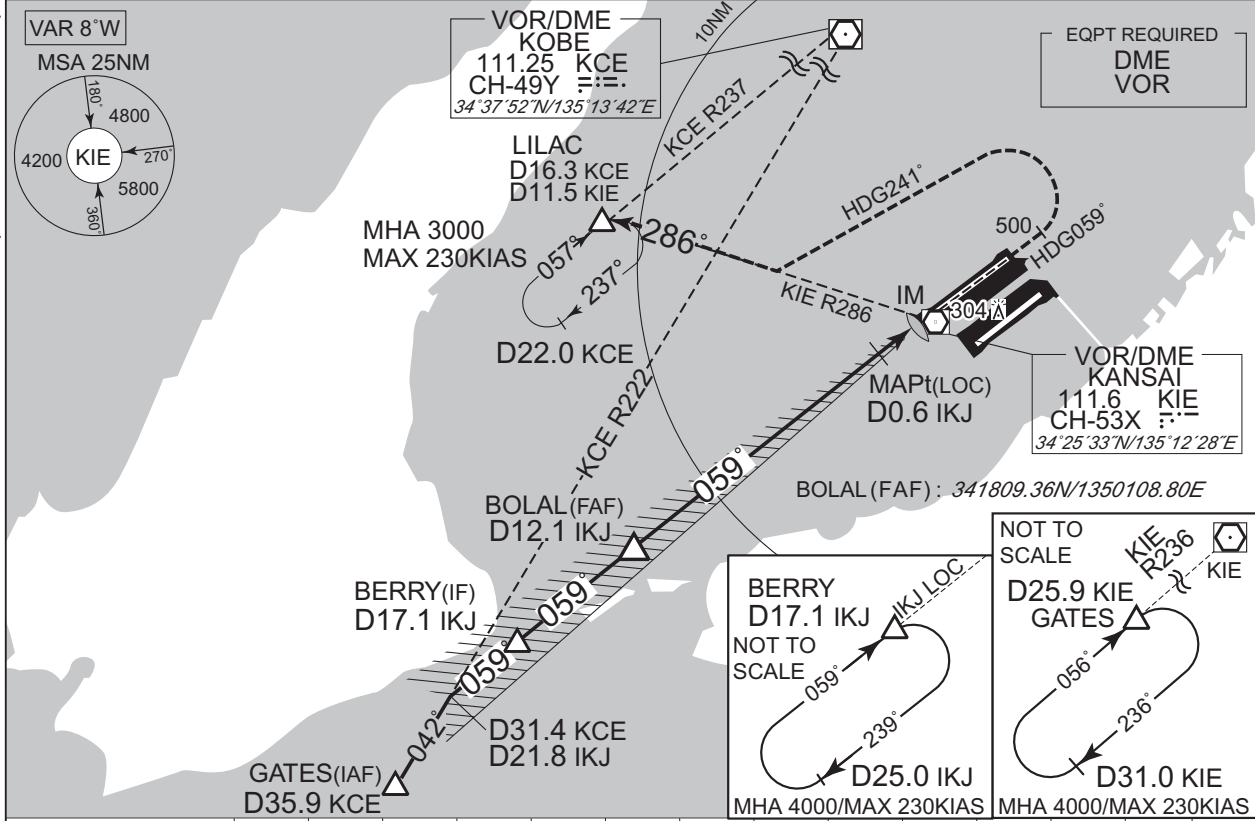 VAR 8°W
MSA 25NM
180°
4800
4200
KIE
270°
5800
360°
VOR/DME
KOBE
111.25 KCE
CH-49Y
34°37´52˝N/135°13´42˝E
10NM
EQPT REQUIRED
DME
VOR
KCE R237
LILAC
D16.3 KCE
D11.5 KIE
MHA 3000
MAX 230KIAS
057°
237°
D22.0 KCE
286°
HDG241°
500
HDG059°
KIE R286
IM
304
VOR/DME
KANSAI
111.6 KIE
CH-53X
34°25´33˝N/135°12´28˝E
MAPt(LOC)
D0.6 IKJ
KCE R222
059°
BOLAL(FAF) : 341809.36N/1350108.80E
BOLAL(FAF)
D12.1 IKJ
059°
BERRY(IF)
D17.1 IKJ
059°
D31.4 KCE
D21.8 IKJ
042°
GATES(IAF)
D35.9 KCE
BERRY
D17.1 IKJ
IKJ LOC
NOT TO
SCALE
059°
239°
D25.0 IKJ
MHA 4000/MAX 230KIAS
NOT TO
SCALE
KIE
R236
KIE
D25.9 KIE
GATES
056°
236°
D31.0 KIE
MHA 4000/MAX 230KIAS